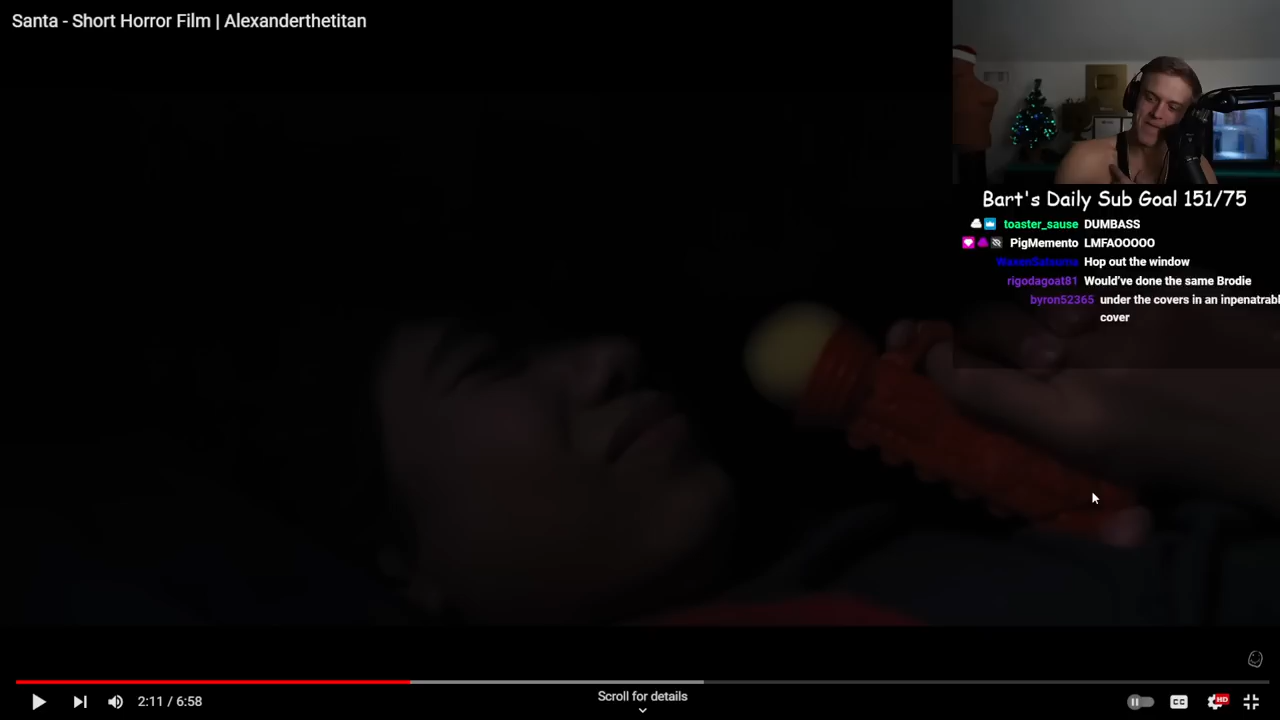 Santa - Short Horror Film | Alexanderthetitan
Bart's Daily Sub Goal 151/75
toaster_sause DUMBASS
PigMemento LMFAOOOOO
Hop out the window
rigodagoat81 Would've done the same Brodie
byron52365 under the covers in an inpenatrabl
cover
2:11 / 6:58
Scroll for details
CC
HD